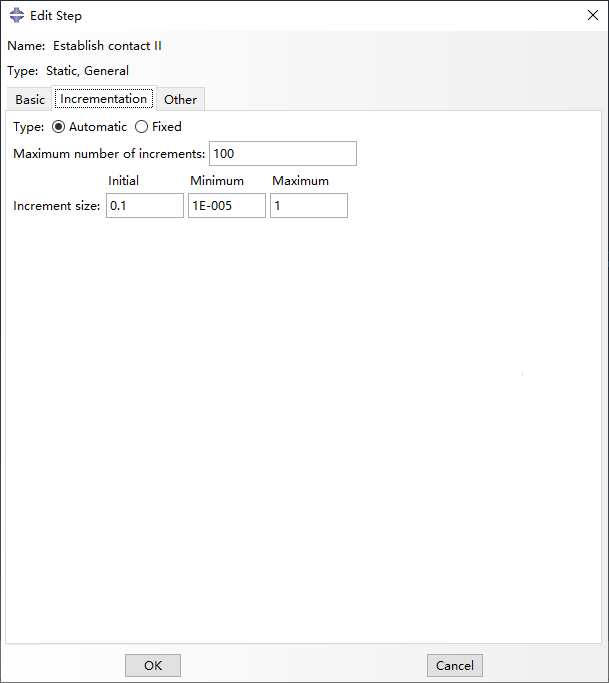 Edit Step
Name: Establish contact II
Type: Static, General
Basic Incrementation Other
Type: Automatic Fixed
Maximum number of increments: 100
Initial Minimum Maximum
Increment size: 0.1 1E-005 1
OK Cancel